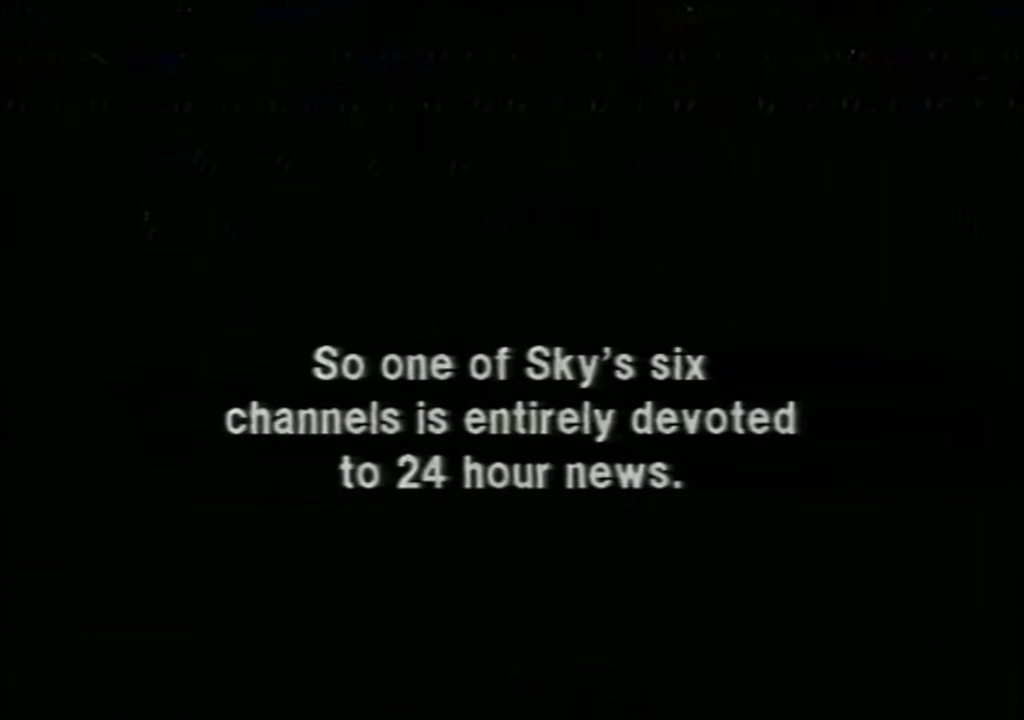 So one of Sky's six
channels is entirely devoted
to 24 hour news.